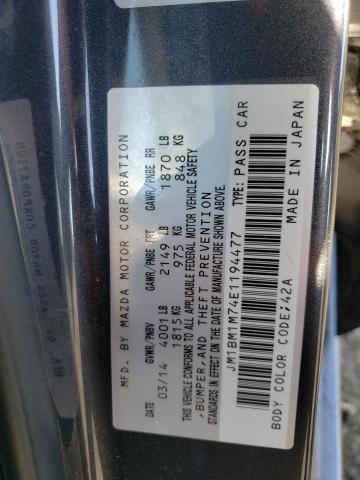 MFD. BY MAZDA MOTOR CORPORATION
DATE GVWR/PNBV GAWR/PNBE FRT GAWR/PNBE RR
03/14 4001LB 2149 LB 1870 LB
1815KG 975 KG 848 KG
THIS VEHICLE CONFORMS TO ALL APPLICABLE FEDERAL MOTOR VEHICLE SAFETY
, BUMPER, AND THEFT PREVENTION
STANDARDS IN EFFECT ON THE DATE OF MANUFACTURE SHOWN ABOVE.
JM1BM1M74E1194477 TYPE: PASS CAR
BODY COLOR CODE;42A MADE IN JAPAN